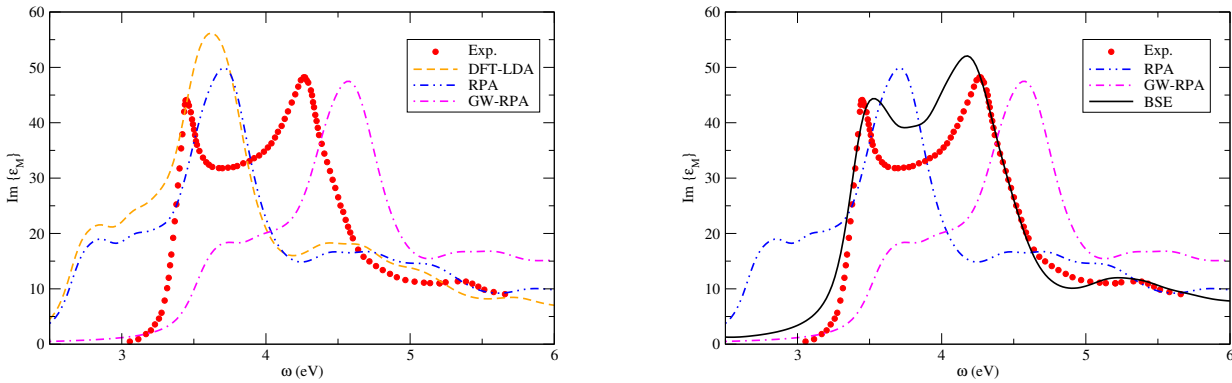 60
50
40
30
20
10
0
Im {ε_M}
3
4
5
6
ω (eV)
Exp.
DFT-LDA
RPA
GW-RPA
60
50
40
30
20
10
0
Im {ε_M}
3
4
5
6
ω (eV)
Exp.
RPA
GW-RPA
BSE